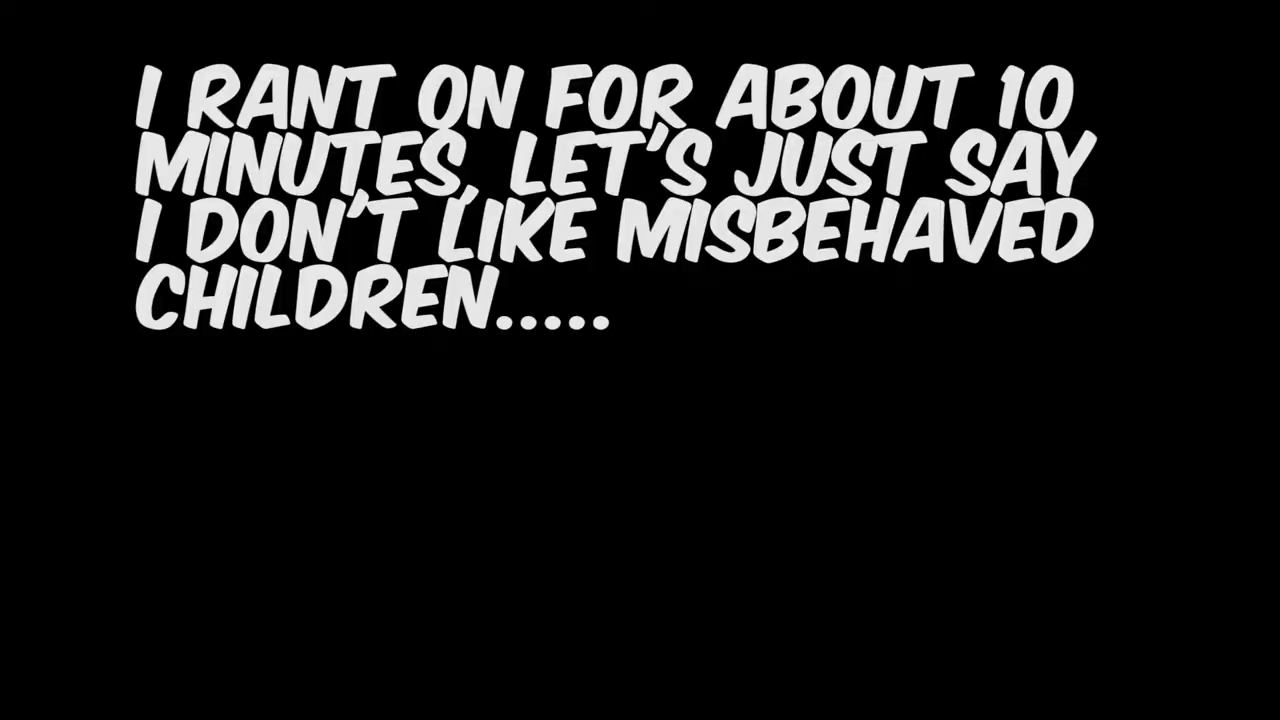 I RANT ON FOR ABOUT 10
MINUTES, LET'S JUST SAY
I DON'T LIKE MISBEHAVED
CHILDREN.....